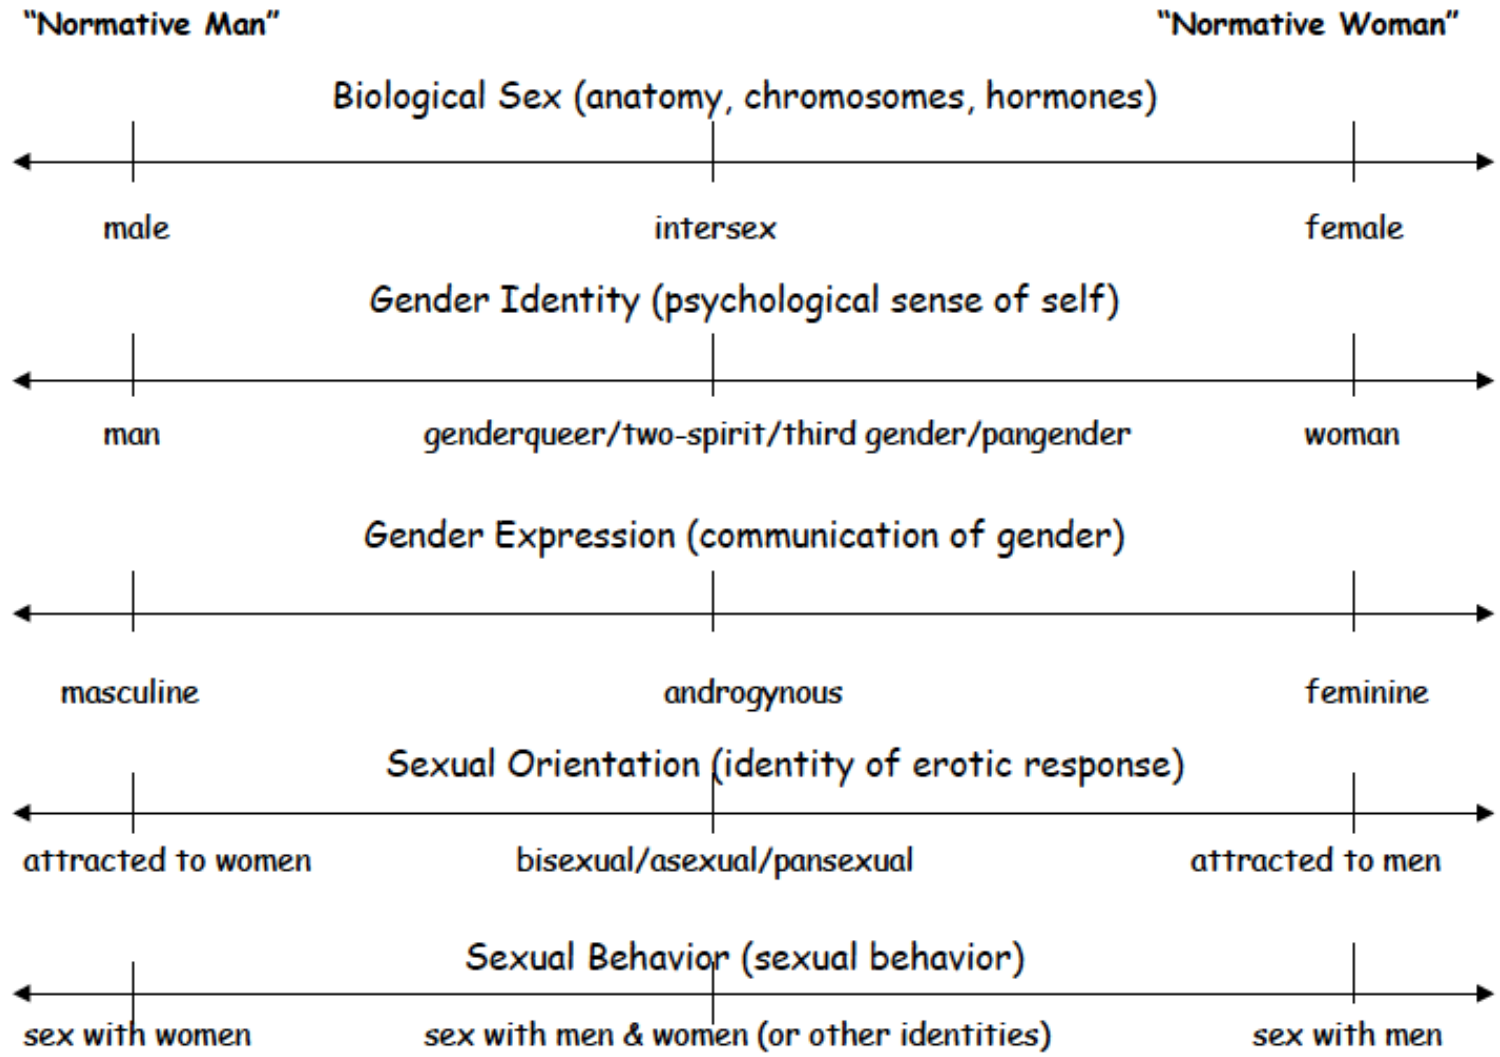 “Normative Man” “Normative Woman”
Biological Sex (anatomy, chromosomes, hormones)
male intersex female
Gender Identity (psychological sense of self)
man genderqueer/two-spirit/third gender/pangender woman
Gender Expression (communication of gender)
masculine androgynous feminine
Sexual Orientation (identity of erotic response)
attracted to women bisexual/asexual/pansexual attracted to men
Sexual Behavior (sexual behavior)
sex with women sex with men & women (or other identities) sex with men